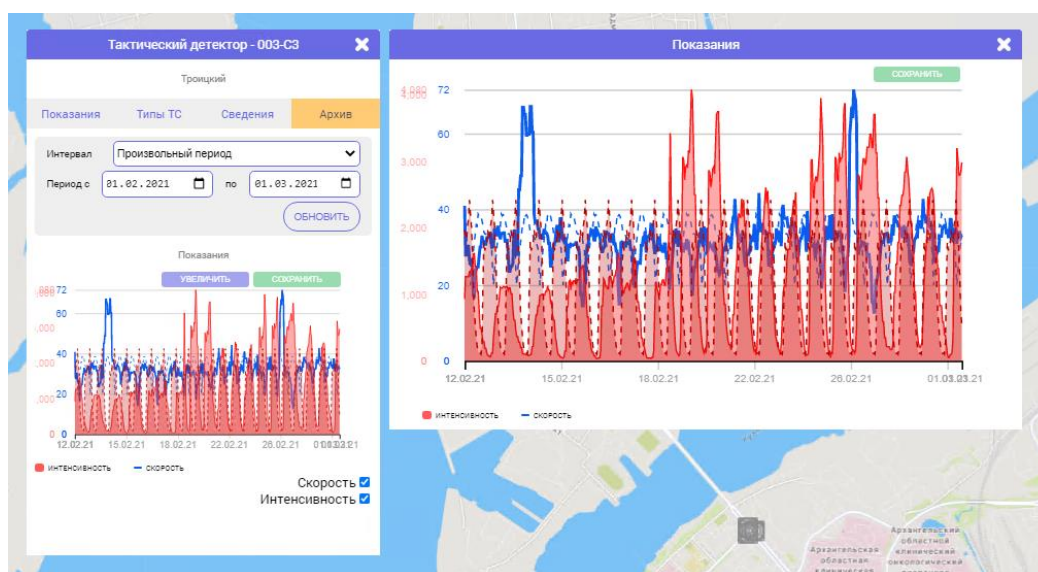 Тактический детектор - 003-С3
Троицкий
Показания
Типы ТС
Сведения
Архив
Интервал
Произвольный период
Период с
01.02.2021
по
01.03.2021
ОБНОВИТЬ
Показания
УВЕЛИЧИТЬ
СОХРАНИТЬ
72
60
40
20
0
0
12.02.21
15.02.21
18.02.21
22.02.21
26.02.21
ИНТЕНСИВНОСТЬ
СКОРОСТЬ
Скорость
Интенсивность
Показания
СОХРАНИТЬ
4,000
3,000
2,000
1,000
0
72
60
40
20
0
12.02.21
15.02.21
18.02.21
22.02.21
26.02.21
ИНТЕНСИВНОСТЬ
СКОРОСТЬ
Архангельский
областной
клинический
онкологический
Архангельская
областная
клиническая